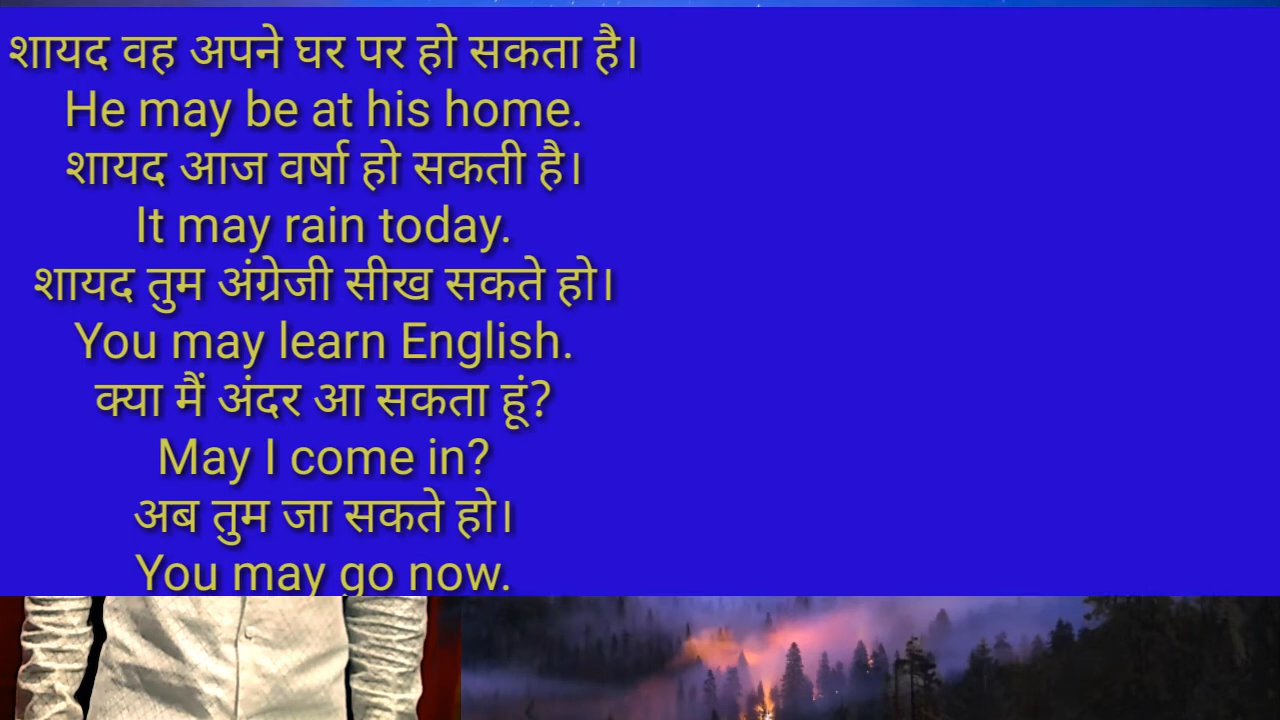 शायद वह अपने घर पर हो सकता है।
He may be at his home.
शायद आज वर्षा हो सकती है।
It may rain today.
शायद तुम अंग्रेजी सीख सकते हो।
You may learn English.
क्या मैं अंदर आ सकता हूं?
May I come in?
अब तुम जा सकते हो।
You may go now.